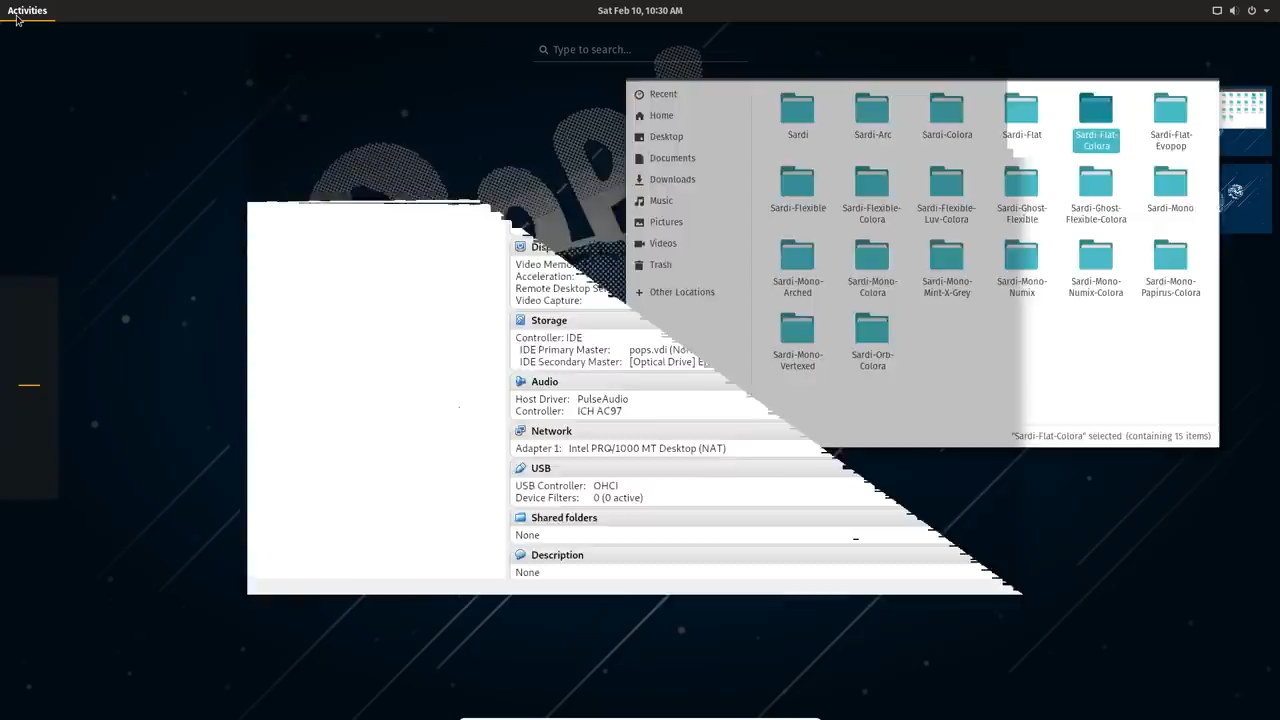 Activities
Sat Feb 10, 10:30 AM
Type to search...
Recent
Home
Desktop
Documents
Downloads
Music
Pictures
Videos
Trash
Other Locations
Sardi
Sardi-Arc
Sardi-Colora
Sardi-Flat
Sardi-Flat-
Colora
Sardi-Flat-
Evopop
Sardi-Flexible
Sardi-Flexible-
Colora
Sardi-Flexible-
Luv-Colora
Sardi-Ghost-
Flexible
Sardi-Ghost-
Flexible-Colora
Sardi-Mono
Sardi-Mono-
Arched
Sardi-Mono-
Colora
Sardi-Mono-
Mint-X-Grey
Sardi-Mono-
Numix
Sardi-Mono-
Numix-Colora
Sardi-Mono-
Papirus-Colora
Sardi-Mono-
Vertexed
Sardi-Orb-
Colora
"Sardi-Flat-Colora" selected (containing 15 items)
Video
Acceleration:
Remote Desktop
Video Capture:
Storage
Controller: IDE
IDE Primary Master: pops.vdi
IDE Secondary Master: [Optical Drive]
Audio
Host Driver: PulseAudio
Controller: ICH AC97
Network
Adapter 1: Intel PRO/1000 MT Desktop (NAT)
USB
USB Controller: OHCI
Device Filters: 0 (0 active)
Shared folders
None
Description
None